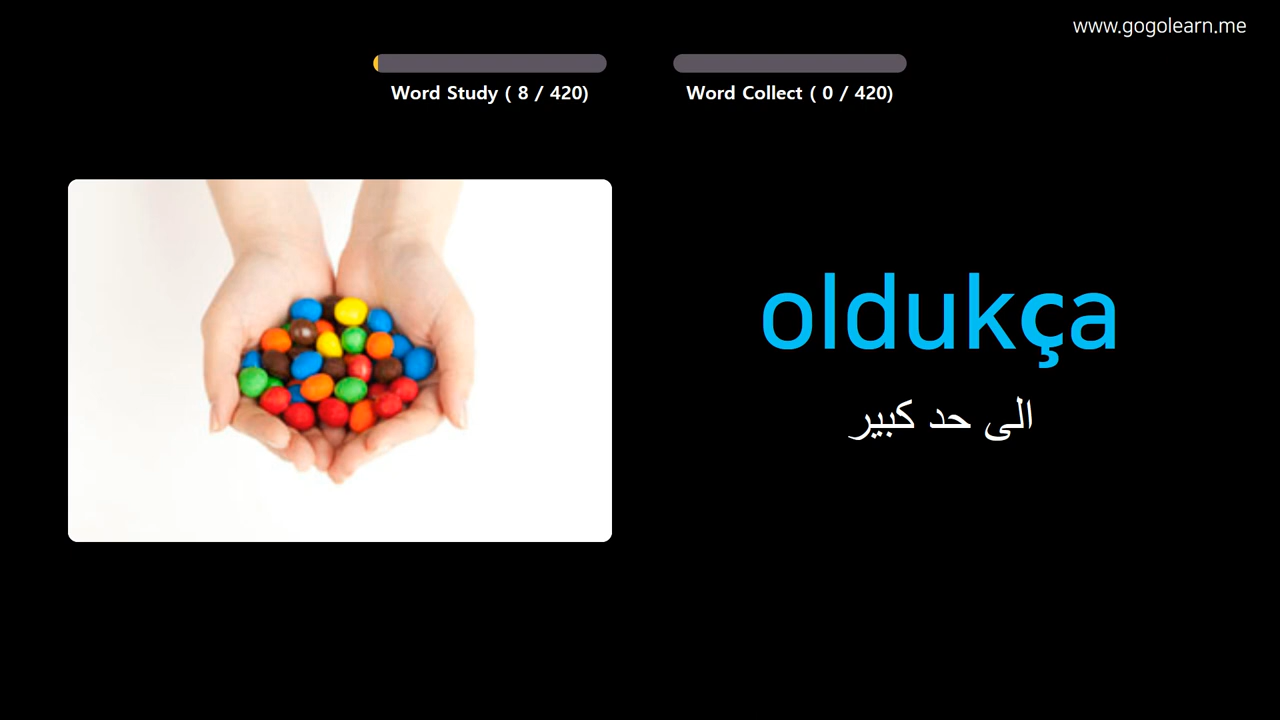 www.gogolearn.me
Word Study ( 8 / 420)
Word Collect ( 0 / 420)
oldukça
الى حد كبير